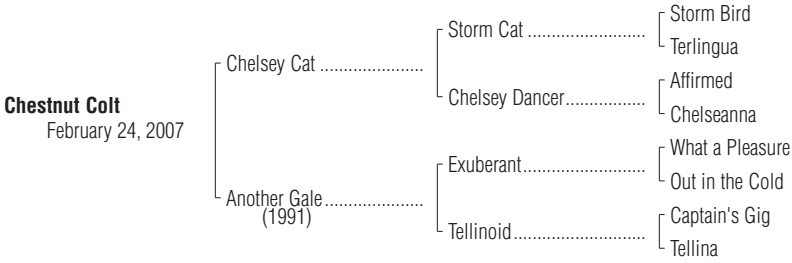 Storm Bird
Storm Cat ..........................
Terlingua
Chelsey Cat ......................
Affirmed
Chelsey Dancer.................
Chelseanna
Chestnut Colt
February 24, 2007
What a Pleasure
Exuberant..........................
Out in the Cold
Another Gale.....................
(1991)
Captain's Gig
Tellinoid............................
Tellina